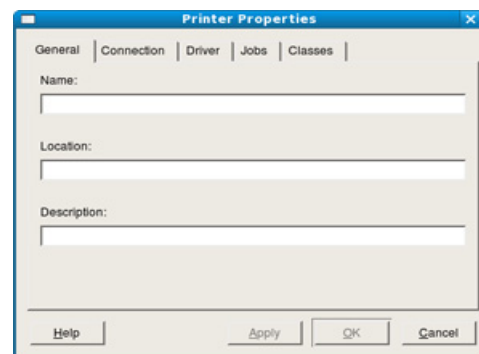 Printer Properties
General Connection Driver Jobs Classes
Name:
Location:
Description:
Help Apply OK Cancel